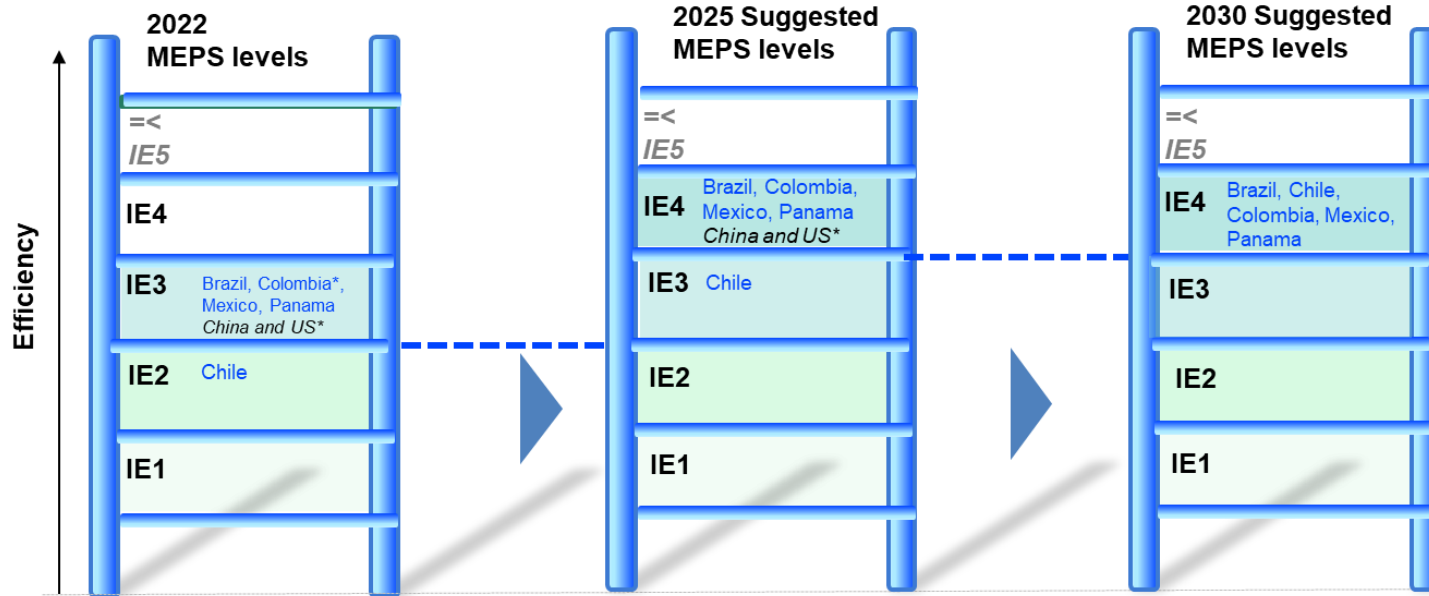 Efficiency
2022
MEPS levels
=<
IE5
IE4
IE3
Brazil, Colombia*,
Mexico, Panama
China and US*
IE2
Chile
IE1
2025 Suggested
MEPS levels
=<
IE5
IE4
Brazil, Colombia,
Mexico, Panama
China and US*
IE3
Chile
IE2
IE1
2030 Suggested
MEPS levels
=<
IE5
IE4
Brazil, Chile,
Colombia, Mexico,
Panama
IE3
IE2
IE1